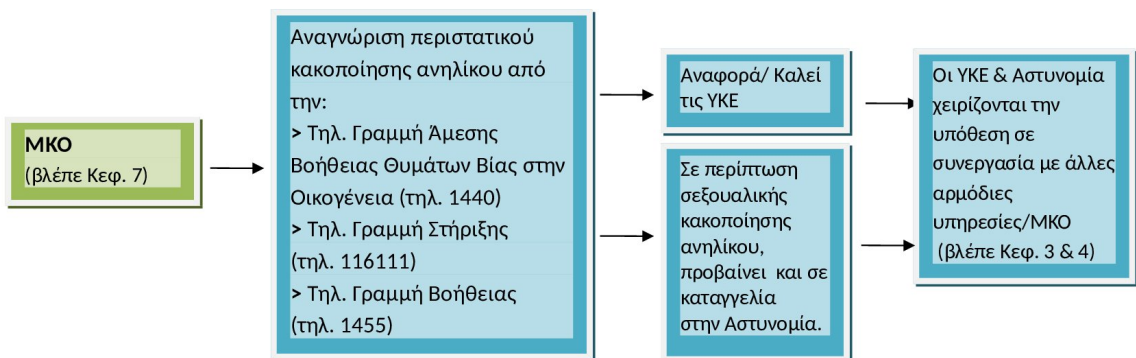 ΜΚΟ
(βλέπε Κεφ. 7)
Αναγνώριση περιστατικού
κακοποίησης ανηλίκου από
την:
> Τηλ. Γραμμή Άμεσης
Βοήθειας Θυμάτων Βίας στην
Οικογένεια (τηλ. 1440)
> Τηλ. Γραμμή Στήριξης
(τηλ. 116111)
> Τηλ. Γραμμή Βοήθειας
(τηλ. 1455)
Αναφορά/ Καλεί
τις ΥΚΕ
Σε περίπτωση
σεξουαλικής
κακοποίησης
ανηλίκου,
προβαίνει και σε
καταγγελία
στην Αστυνομία.
Οι ΥΚΕ & Αστυνομία
χειρίζονται την
υπόθεση σε
συνεργασία με άλλες
αρμόδιες
υπηρεσίες/ΜΚΟ
(βλέπε Κεφ. 3 & 4)